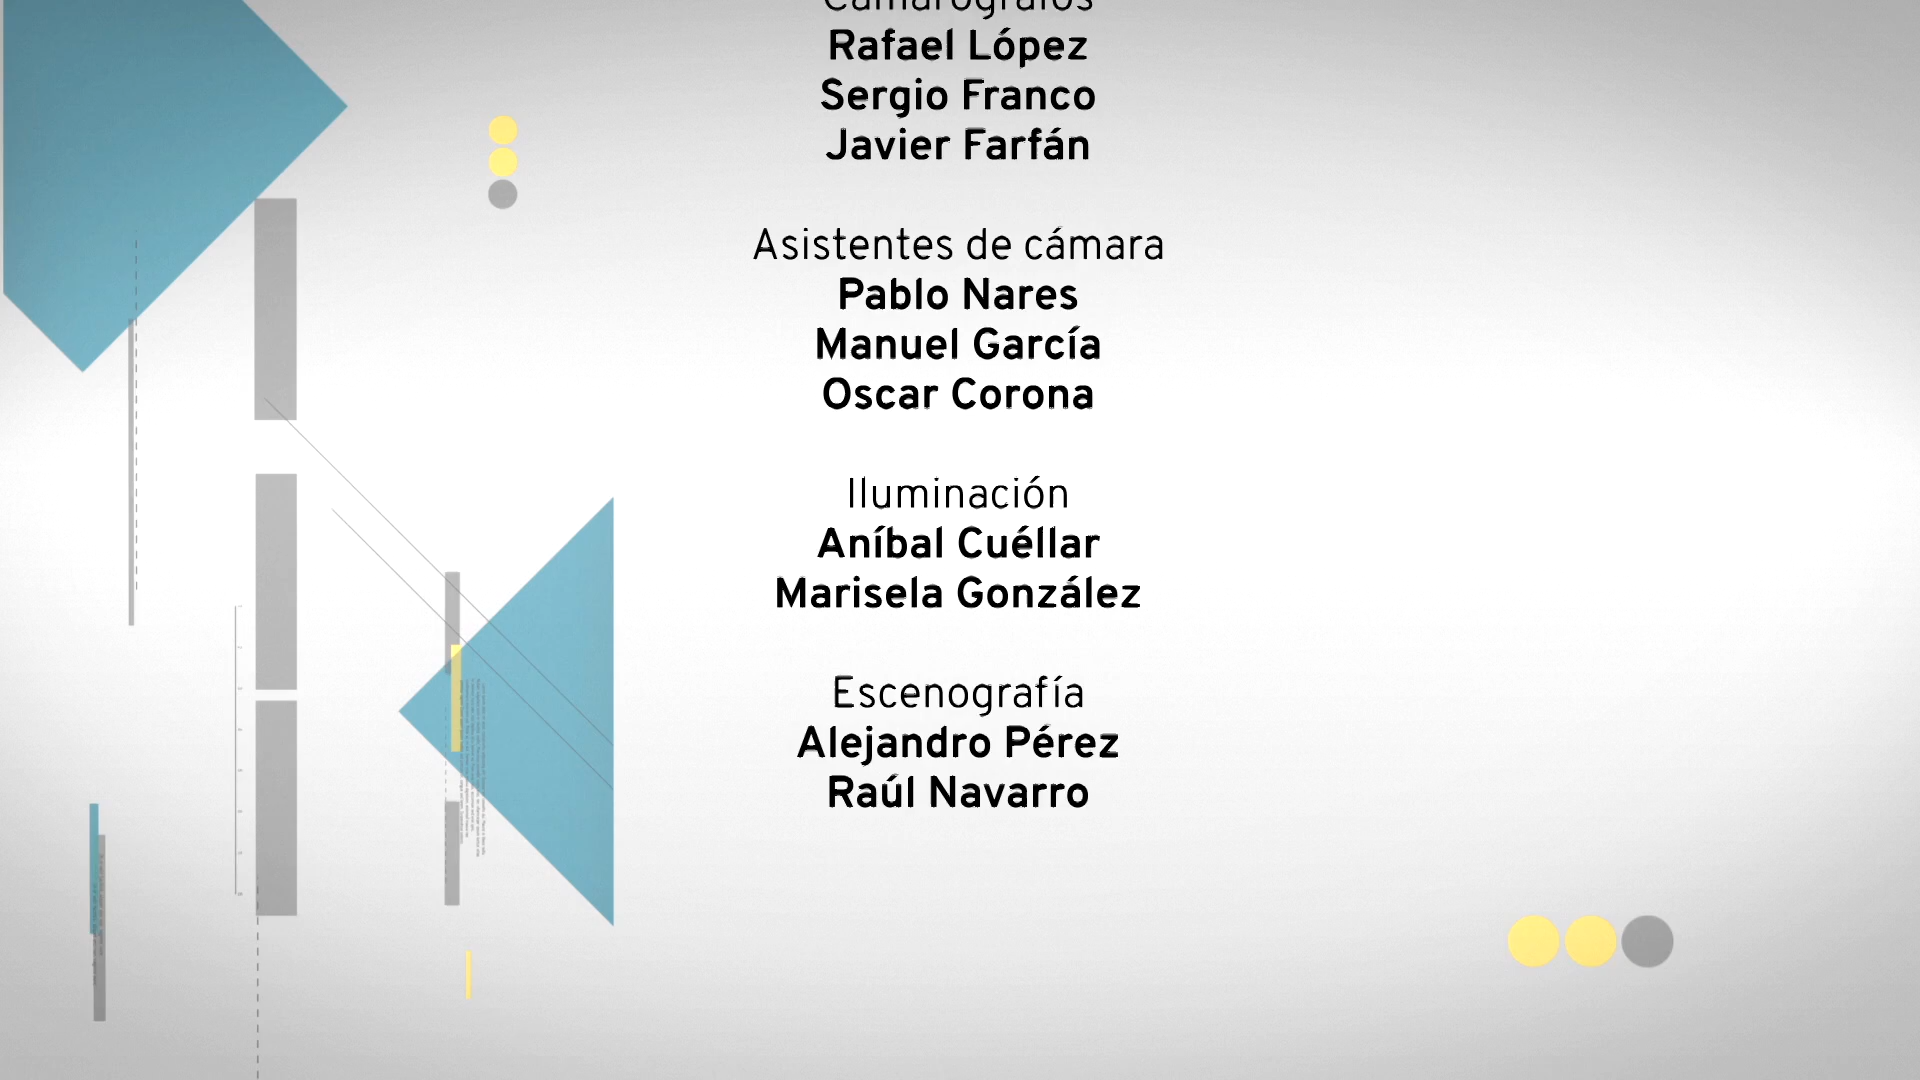 Camarógrafos
Rafael López
Sergio Franco
Javier Farfán
Asistentes de cámara
Pablo Nares
Manuel García
Oscar Corona
Iluminación
Aníbal Cuéllar
Marisela González
Escenografía
Alejandro Pérez
Raúl Navarro